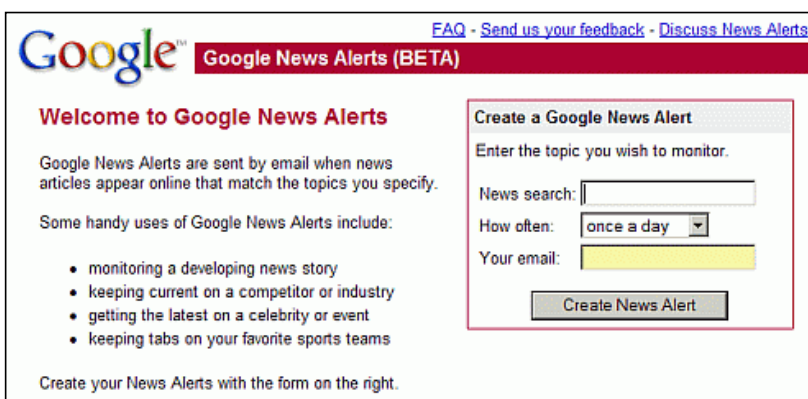 FAQ - Send us your feedback - Discuss News Alerts
Google™ Google News Alerts (BETA)
Welcome to Google News Alerts
Google News Alerts are sent by email when news
articles appear online that match the topics you specify.
Some handy uses of Google News Alerts include:
• monitoring a developing news story
• keeping current on a competitor or industry
• getting the latest on a celebrity or event
• keeping tabs on your favorite sports teams
Create your News Alerts with the form on the right.
Create a Google News Alert
Enter the topic you wish to monitor.
News search:
How often: once a day
Your email:
Create News Alert